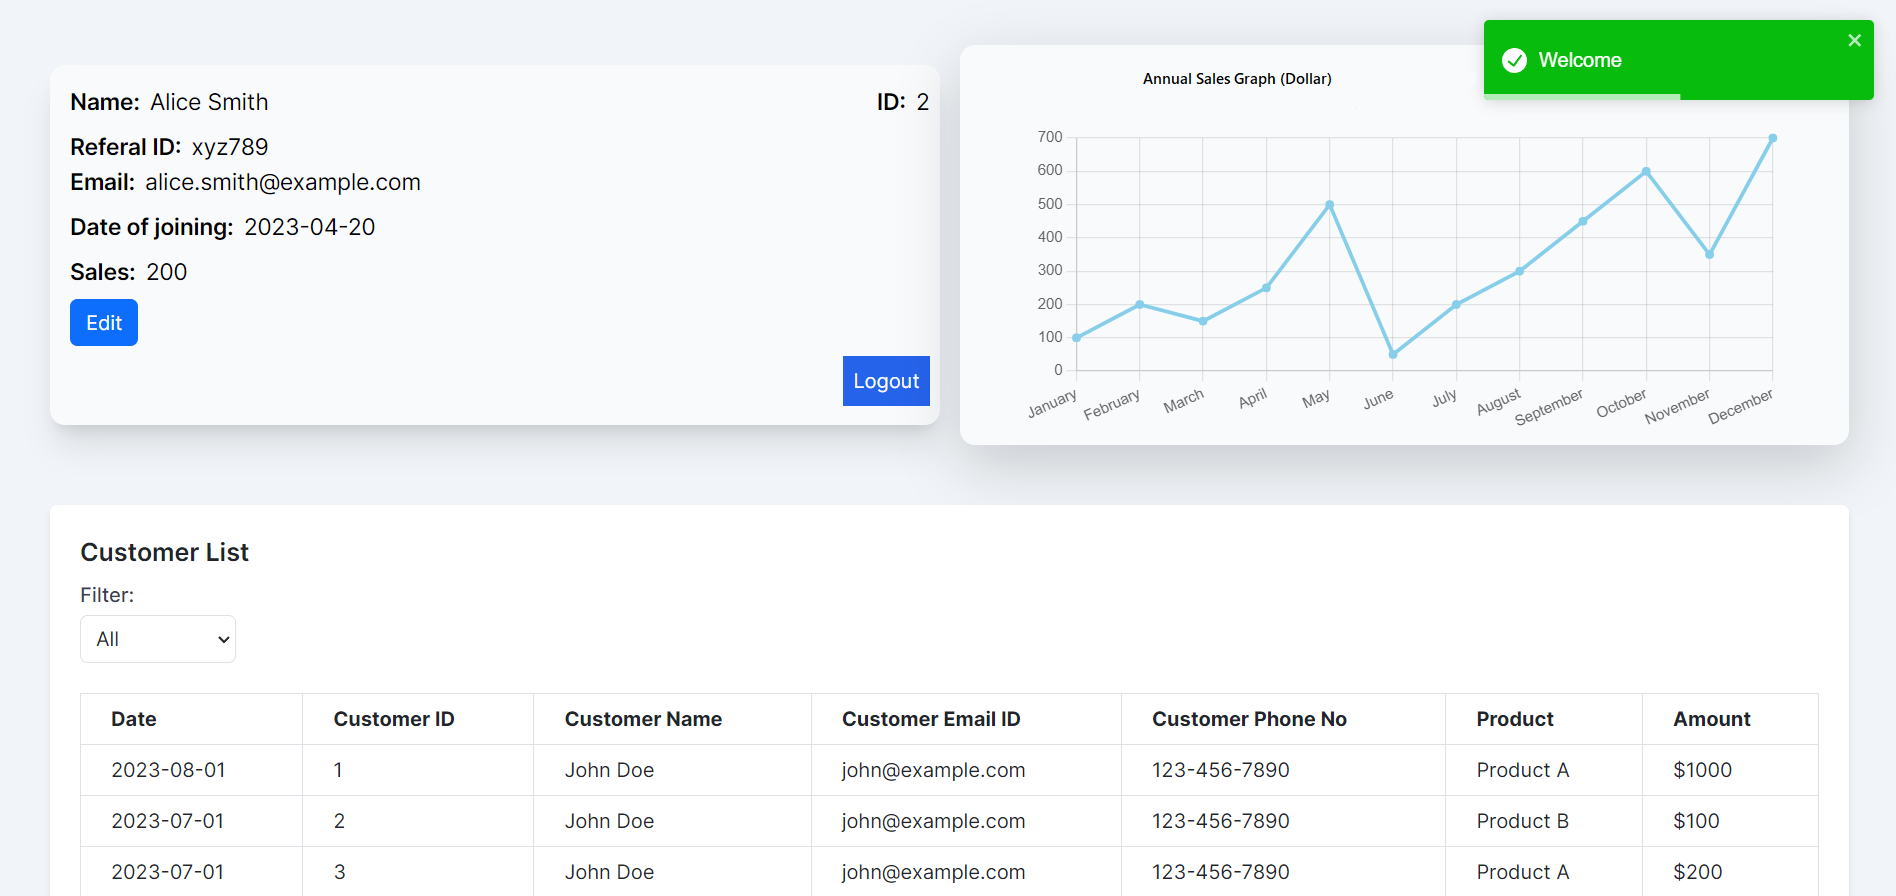 Name: Alice Smith ID: 2
Referal ID: xyz789
Email: alice.smith@example.com
Date of joining: 2023-04-20
Sales: 200
Edit
Logout
Annual Sales Graph (Dollar)
Welcome
700
600
500
400
300
200
100
0
January February March April May June July August September October November December
Customer List
Filter:
All
Date Customer ID Customer Name Customer Email ID Customer Phone No Product Amount
2023-08-01 1 John Doe john@example.com 123-456-7890 Product A $1000
2023-07-01 2 John Doe john@example.com 123-456-7890 Product B $100
2023-07-01 3 John Doe john@example.com 123-456-7890 Product A $200